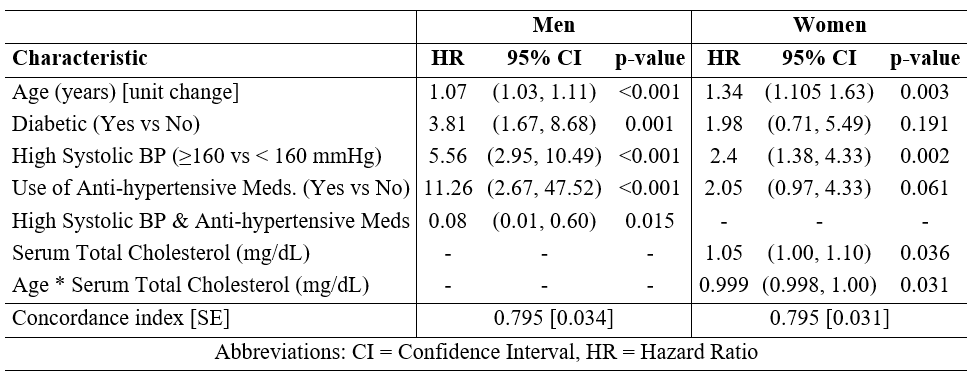 Men Women
Characteristic HR 95% CI p-value HR 95% CI p-value
Age (years) [unit change] 1.07 (1.03, 1.11) <0.001 1.34 (1.105 1.63) 0.003
Diabetic (Yes vs No) 3.81 (1.67, 8.68) 0.001 1.98 (0.71, 5.49) 0.191
High Systolic BP (≥160 vs < 160 mmHg) 5.56 (2.95, 10.49) <0.001 2.4 (1.38, 4.33) 0.002
Use of Anti-hypertensive Meds. (Yes vs No) 11.26 (2.67, 47.52) <0.001 2.05 (0.97, 4.33) 0.061
High Systolic BP & Anti-hypertensive Meds 0.08 (0.01, 0.60) 0.015 - - -
Serum Total Cholesterol (mg/dL) - - - 1.05 (1.00, 1.10) 0.036
Age * Serum Total Cholesterol (mg/dL) - - - 0.999 (0.998, 1.00) 0.031
Concordance index [SE] 0.795 [0.034] 0.795 [0.031]
Abbreviations: CI = Confidence Interval, HR = Hazard Ratio